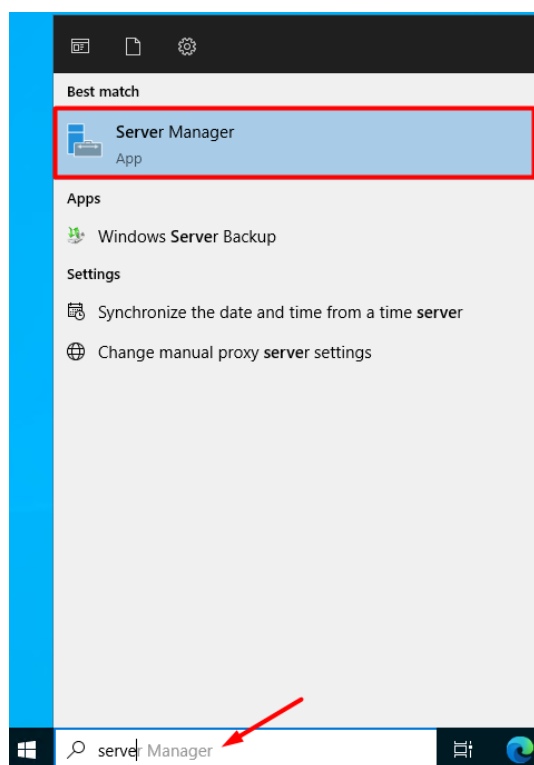 Best match
Server Manager
App
Apps
Windows Server Backup
Settings
Synchronize the date and time from a time server
Change manual proxy server settings
server Manager